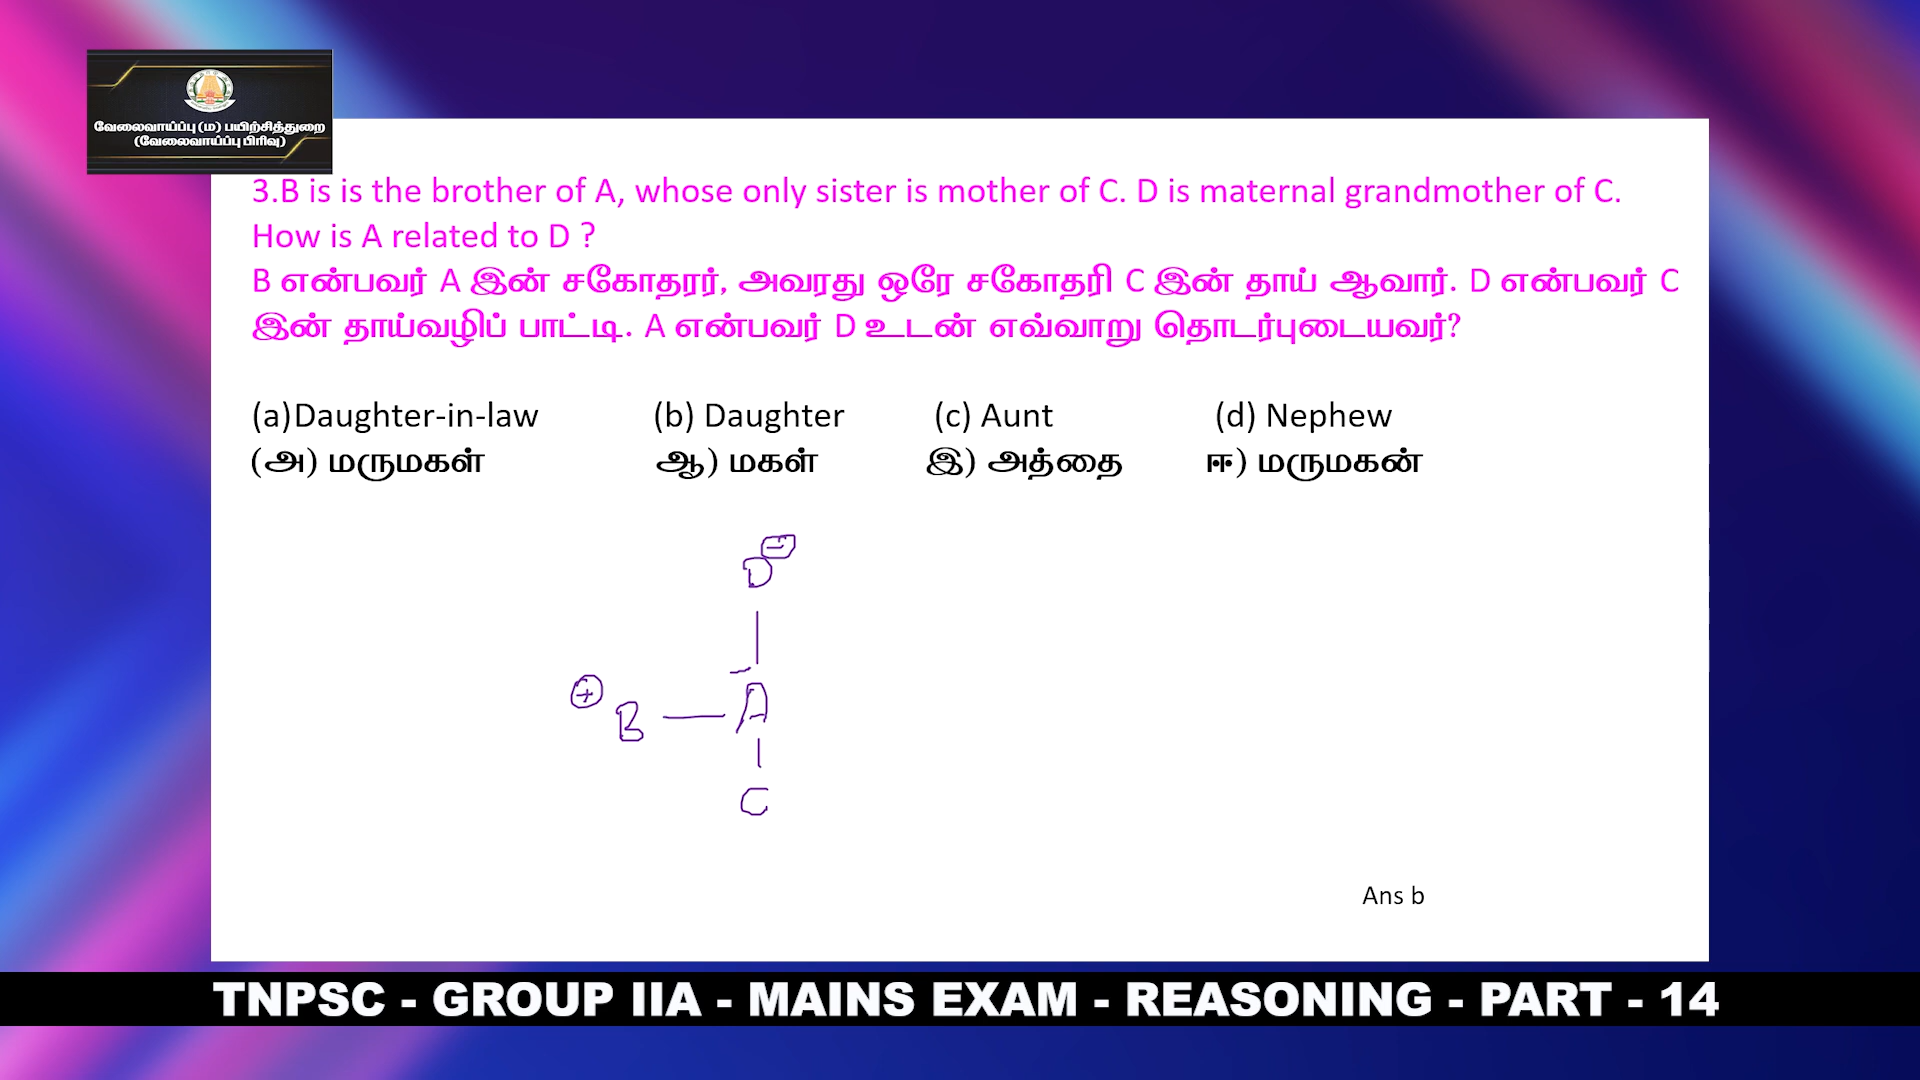 வேலைவாய்ப்பு (ம) பயிற்சித்துறை
(வேலைவாய்ப்பு பிரிவு)
3.B is is the brother of A, whose only sister is mother of C. D is maternal grandmother of C.
How is A related to D ?
B என்பவர் A இன் சகோதரர், அவரது ஒரே சகோதரி C இன் தாய் ஆவார். D என்பவர் C
இன் தாய்வழிப் பாட்டி. A என்பவர் D உடன் எவ்வாறு தொடர்புடையவர்?
(a)Daughter-in-law (b) Daughter (c) Aunt (d) Nephew
(அ) மருமகள் ஆ) மகள் இ) அத்தை ஈ) மருமகன்
D −
+ B — A
C
Ans b
TNPSC - GROUP IIA - MAINS EXAM - REASONING - PART - 14